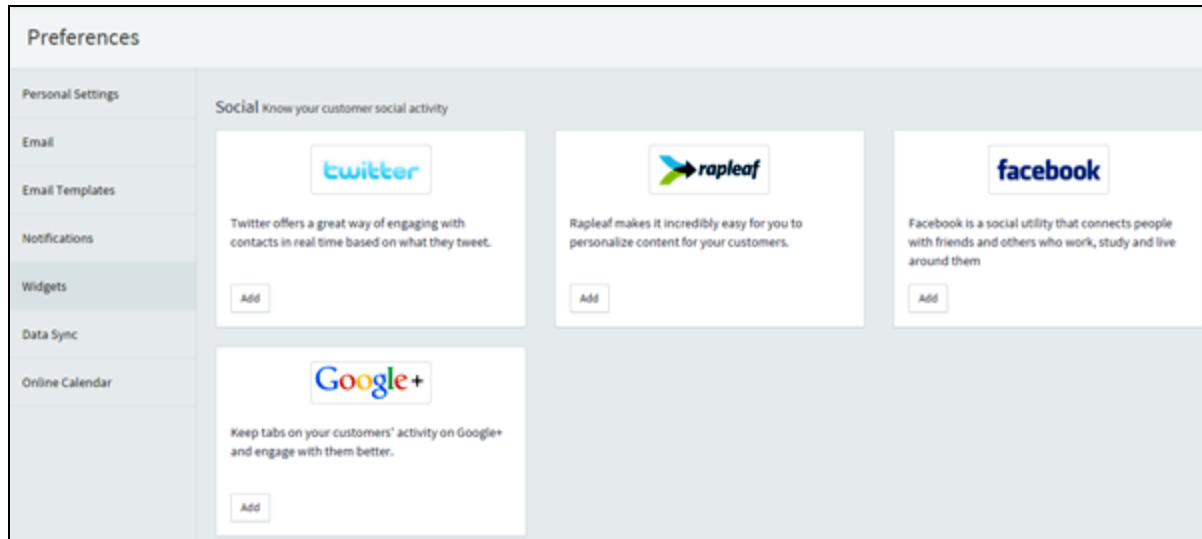 Preferences
Personal Settings
Email
Email Templates
Notifications
Widgets
Data Sync
Online Calendar
Social Know your customer social activity
twitter
Twitter offers a great way of engaging with
contacts in real time based on what they tweet.
Add
rapleaf
Rapleaf makes it incredibly easy for you to
personalize content for your customers.
Add
facebook
Facebook is a social utility that connects people
with friends and others who work, study and live
around them
Add
Google+
Keep tabs on your customers' activity on Google+
and engage with them better.
Add